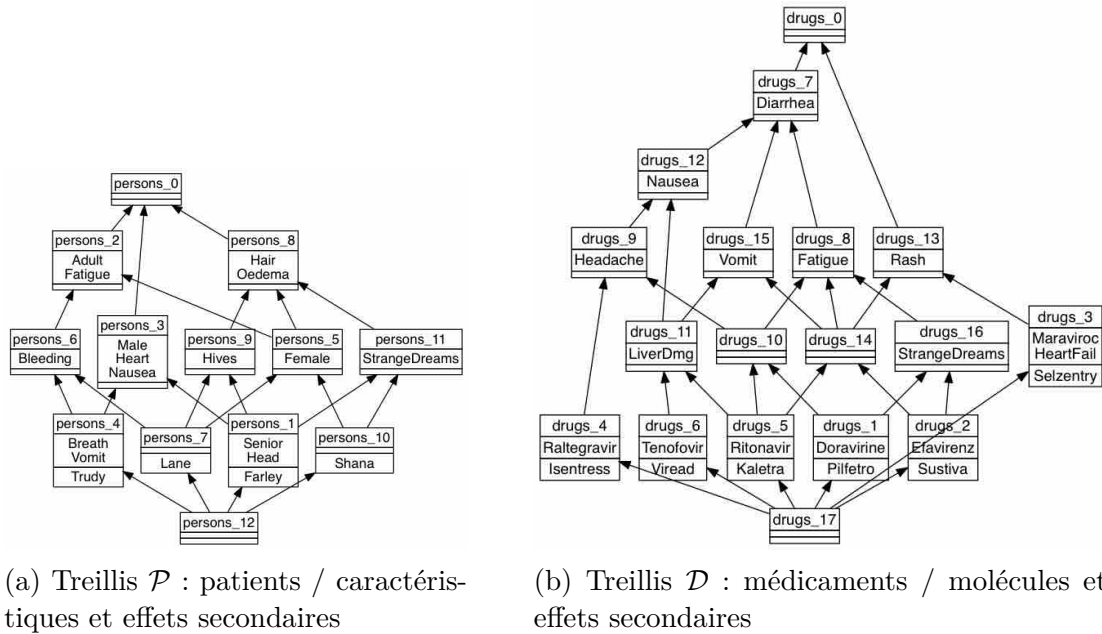 persons_0
persons_2
Adult
Fatigue
persons_8
Hair
Oedema
persons_6
Bleeding
persons_3
Male
Heart
Nausea
persons_9
Hives
persons_5
Female
persons_11
StrangeDreams
persons_4
Breath
Vomit
Trudy
persons_7
Lane
persons_1
Senior
Head
Farley
persons_10
Shana
persons_12
(a) Treillis P : patients / caractéris-
tiques et effets secondaires
drugs_0
drugs_7
Diarrhea
drugs_12
Nausea
drugs_9
Headache
drugs_15
Vomit
drugs_8
Fatigue
drugs_13
Rash
drugs_11
LiverDmg
drugs_10
drugs_14
drugs_16
StrangeDreams
drugs_3
Maraviroc
HeartFail
Selzentry
drugs_4
Raltegravir
Isentress
drugs_6
Tenofovir
Viread
drugs_5
Ritonavir
Kaletra
drugs_1
Doravirine
Pilfetro
drugs_2
Efavirenz
Sustiva
drugs_17
(b) Treillis D : médicaments / molécules et
effets secondaires